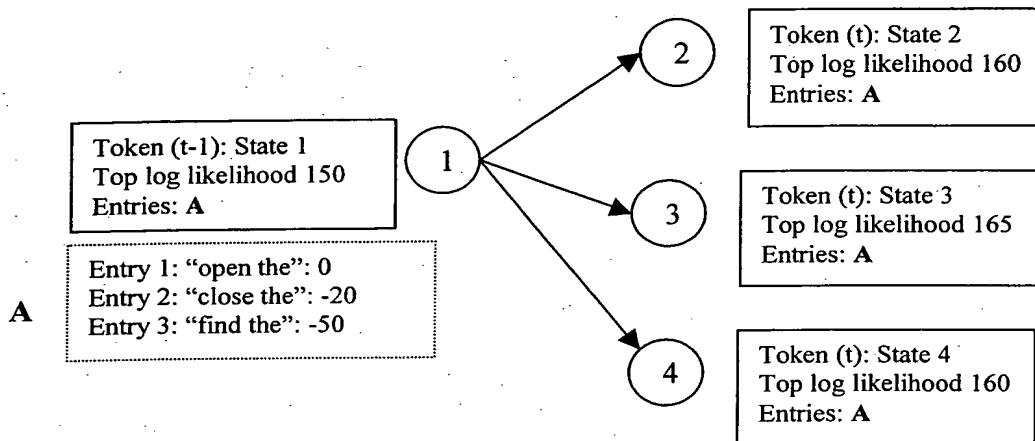 Token (t-1): State 1
Top log likelihood 150
Entries: A
A
Entry 1: “open the”: 0
Entry 2: “close the”: -20
Entry 3: “find the”: -50
1
2
Token (t): State 2
Top log likelihood 160
Entries: A
3
Token (t): State 3
Top log likelihood 165
Entries: A
4
Token (t): State 4
Top log likelihood 160
Entries: A